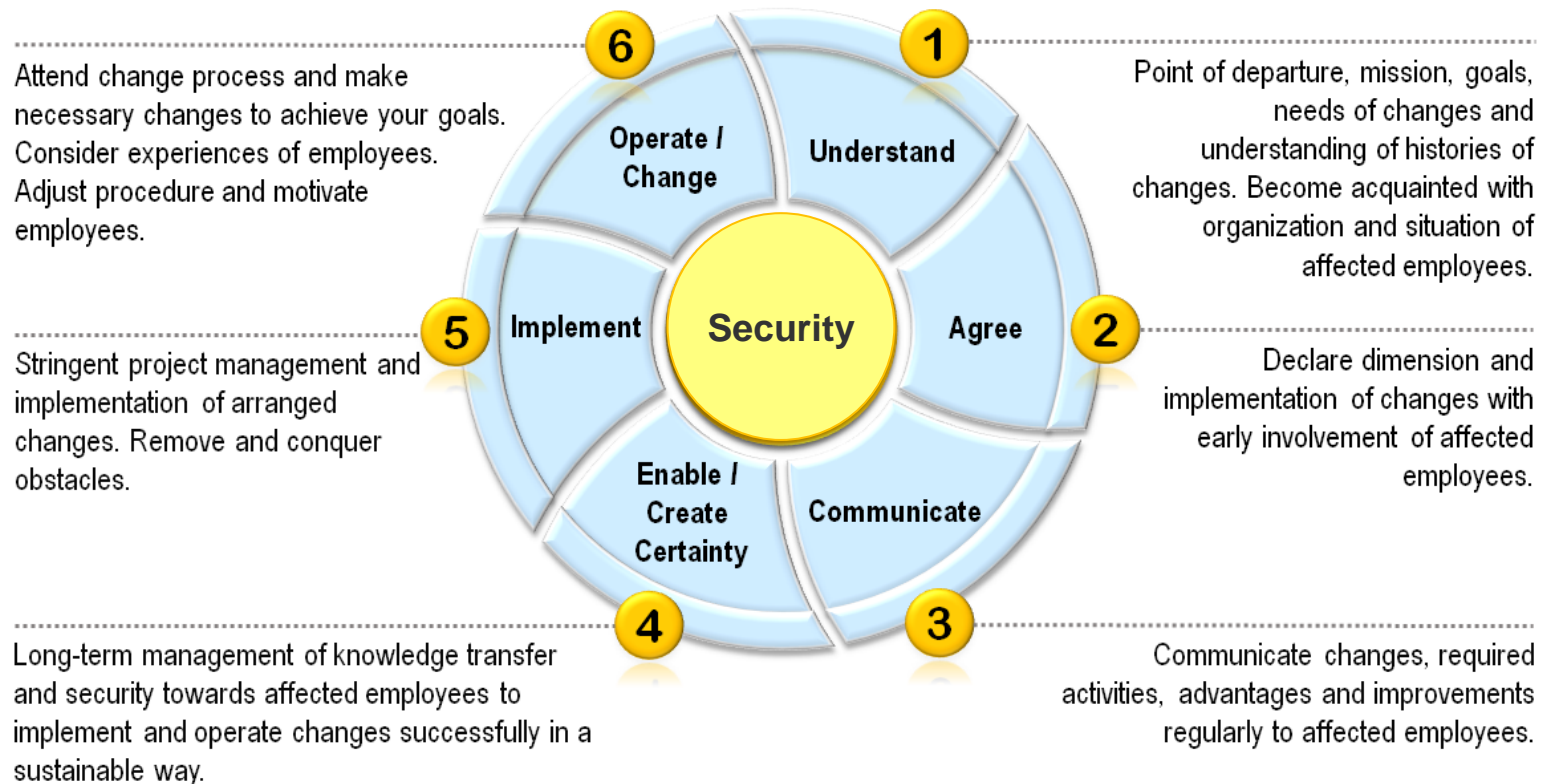 1
Understand
Point of departure, mission, goals,
needs of changes and
understanding of histories of
changes. Become acquainted with
organization and situation of
affected employees.
2
Agree
Declare dimension and
implementation of changes with
early involvement of affected
employees.
3
Communicate
Communicate changes, required
activities, advantages and improvements
regularly to affected employees.
4
Enable /
Create
Certainty
Long-term management of knowledge transfer
and security towards affected employees to
implement and operate changes successfully in a
sustainable way.
5
Implement
Stringent project management and
implementation of arranged
changes. Remove and conquer
obstacles.
6
Operate /
Change
Attend change process and make
necessary changes to achieve your goals.
Consider experiences of employees.
Adjust procedure and motivate
employees.
Security